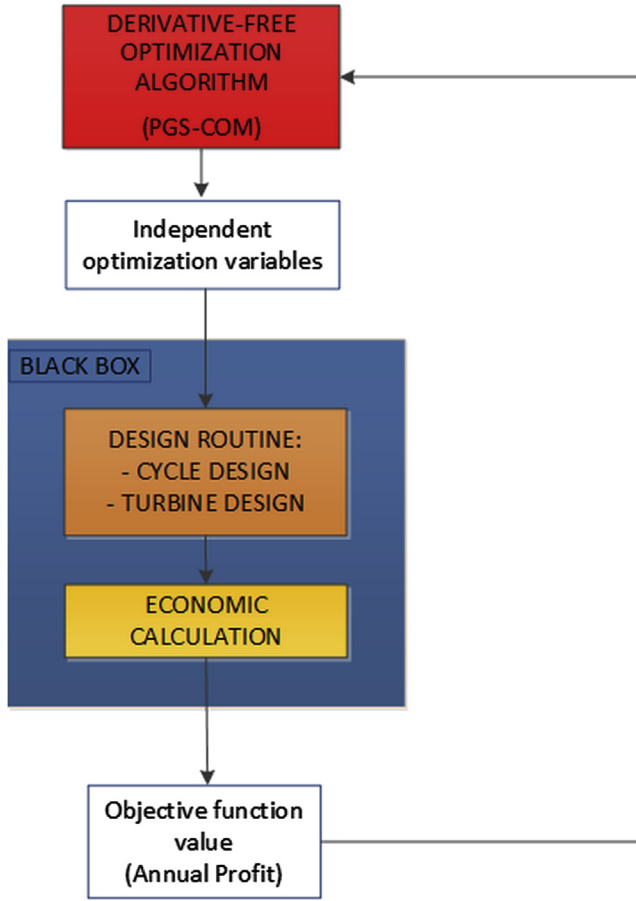 DERIVATIVE-FREE
OPTIMIZATION
ALGORITHM
(PGS-COM)
Independent
optimization variables
BLACK BOX
DESIGN ROUTINE:
- CYCLE DESIGN
- TURBINE DESIGN
ECONOMIC
CALCULATION
Objective function
value
(Annual Profit)